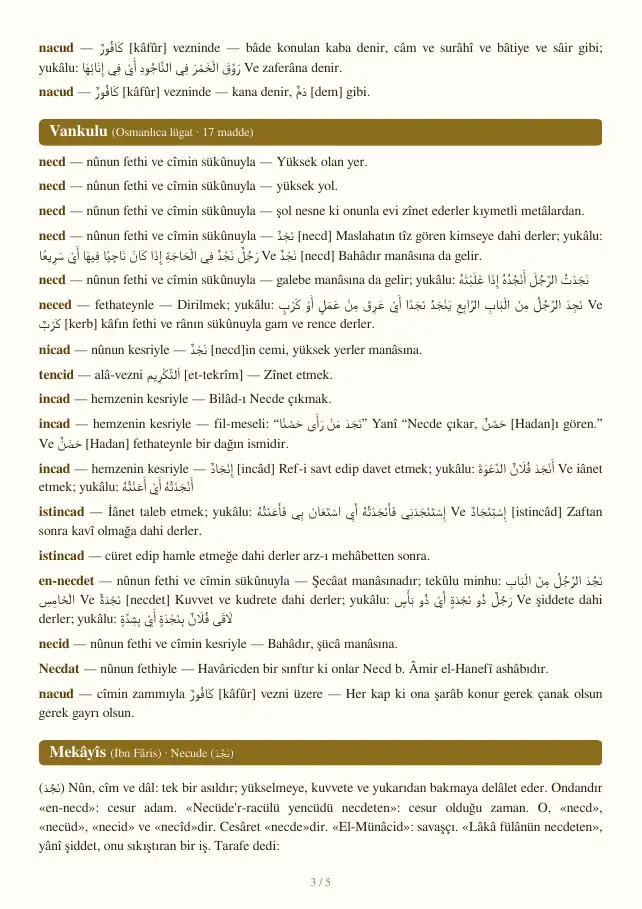 nacud — كَافُورٌ [kâfûr] vezninde — bâde konulan kaba denir, câm ve surâhî ve bâtiye ve sâir gibi;
yukâlu: رَوَّقَ الْخَمْرَ فِي النَّاجُودِ أَيْ فِي إِنَائِهَا Ve zaferâna denir.
nacud — كَافُورٌ [kâfûr] vezninde — kana denir, دَمٌ [dem] gibi.
Vankulu (Osmanlıca lügat · 17 madde)
necd — nûnun fethi ve cîmin sükûnuyla — Yüksek olan yer.
necd — nûnun fethi ve cîmin sükûnuyla — yüksek yol.
necd — nûnun fethi ve cîmin sükûnuyla — şol nesne ki onunla evi zînet ederler kıymetli metâlardan.
necd — nûnun fethi ve cîmin sükûnuyla — نَجْدٌ [necd] Maslahatın tîz gören kimseye dahi derler; yukâlu:
رَجُلٌ نَجْدٌ فِي الْحَاجَةِ إِذَا كَانَ نَاجِيًا فِيهَا أَيْ سَرِيعًا Ve نَجْدٌ [necd] Bahâdır manâsına da gelir.
necd — nûnun fethi ve cîmin sükûnuyla — galebe manâsına da gelir; yukâlu: نَجَدْتُ الرَّجُلَ أَنْجُدُهُ إِذَا غَلَبْتَهُ
neced — fethateynle — Dirilmek; yukâlu: نَجِدَ الرَّجُلُ مِنَ الْبَابِ الرَّابِعِ يَنْجَدُ نَجَدًا أَيْ عَرِقَ مِنْ عَمَلٍ أَوْ كَرْبٍ Ve
كَرْبٌ [kerb] kâfın fethi ve rânın sükûnuyla gam ve rence derler.
nicad — nûnun kesriyle — نَجْدٌ [necd]in cemi, yüksek yerler manâsına.
tencid — alâ-vezni اَلتَّكْرِيم [et-tekrîm] — Zînet etmek.
incad — hemzenin kesriyle — Bilâd-ı Necde çıkmak.
incad — hemzenin kesriyle — fil-meseli: “نَجَدَ مَنْ رَأَى حَضَنًا” Yanî “Necde çıkar, حَضَنٌ [Hadan]ı gören.”
Ve حَضَنٌ [Hadan] fethateynle bir dağın ismidir.
incad — hemzenin kesriyle — إِنْجَادٌ [incâd] Ref-i savt edip davet etmek; yukâlu: أَنْجَدَ فُلَانٌ الدَّعْوَةَ Ve iânet
etmek; yukâlu: أَنْجَدْتُهُ أَيْ أَعَنْتُهُ
istincad — İânet taleb etmek; yukâlu: إِسْتَنْجَدَنِي فَأَنْجَدْتُهُ أَيِ اسْتَعَانَ بِي فَأَعَنْتُهُ Ve إِسْتِنْجَادٌ [istincâd] Zaftan
sonra kavî olmağa dahi derler.
istincad — cüret edip hamle etmeğe dahi derler arz-ı mehâbetten sonra.
en-necdet — nûnun fethi ve cîmin sükûnuyla — Şecâat manâsınadır; tekûlu minhu: نَجُدَ الرَّجُلُ مِنَ الْبَابِ
الْخَامِسِ Ve نَجْدَةٌ [necdet] Kuvvet ve kudrete dahi derler; yukâlu: رَجُلٌ ذُو نَجْدَةٍ أَيْ ذُو بَأْسٍ Ve şiddete dahi
derler; yukâlu: لَاقَى فُلَانٌ نَجْدَةً أَيْ شِدَّةً
necid — nûnun fethi ve cîmin kesriyle — Bahâdır, şücâ manâsına.
Necdat — nûnun fethiyle — Havâricden bir sınftır ki onlar Necd b. Âmir el-Hanefî ashâbıdır.
nacud — cîmin zammıyla كَافُورٌ [kâfûr] vezni üzere — Her kap ki ona şarâb konur gerek çanak olsun
gerek gayrı olsun.
Mekâyîs (İbn Fâris) · Necude (نَجُدَ)
(نَجُدَ) Nûn, cîm ve dâl: tek bir asıldır; yükselmeye, kuvvete ve yukarıdan bakmaya delâlet eder. Ondandır
«en-necd»: cesur adam. «Necüde'r-racülü yencüdü necdeten»: cesur olduğu zaman. O, «necd»,
«necüd», «necid» ve «necîd»dir. Cesâret «necde»dir. «El-Münâcid»: savaşçı. «Lâkâ fülânün necdeten»,
yânî şiddet, onu sıkıştıran bir iş. Tarafe dedi:
3 / 5